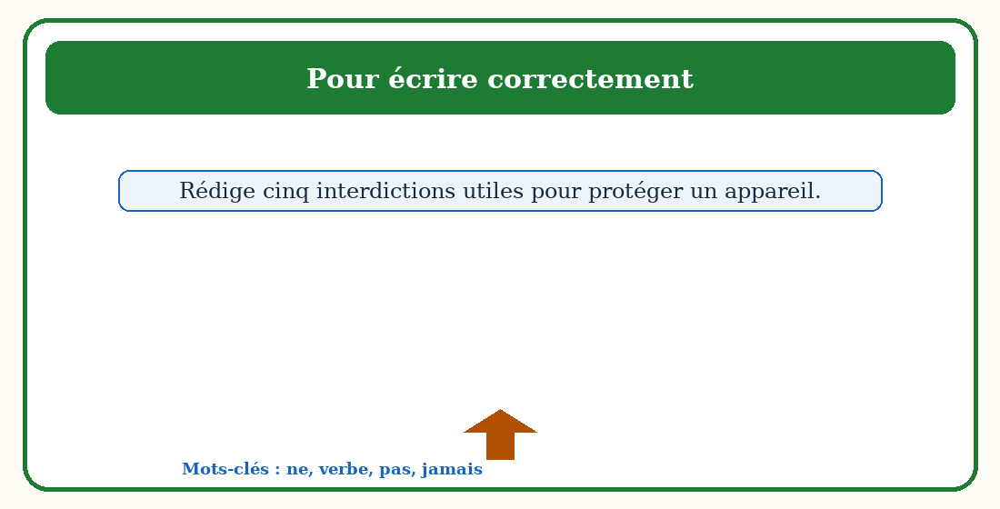 Pour écrire correctement
Rédige cinq interdictions utiles pour protéger un appareil.
Mots-clés : ne, verbe, pas, jamais